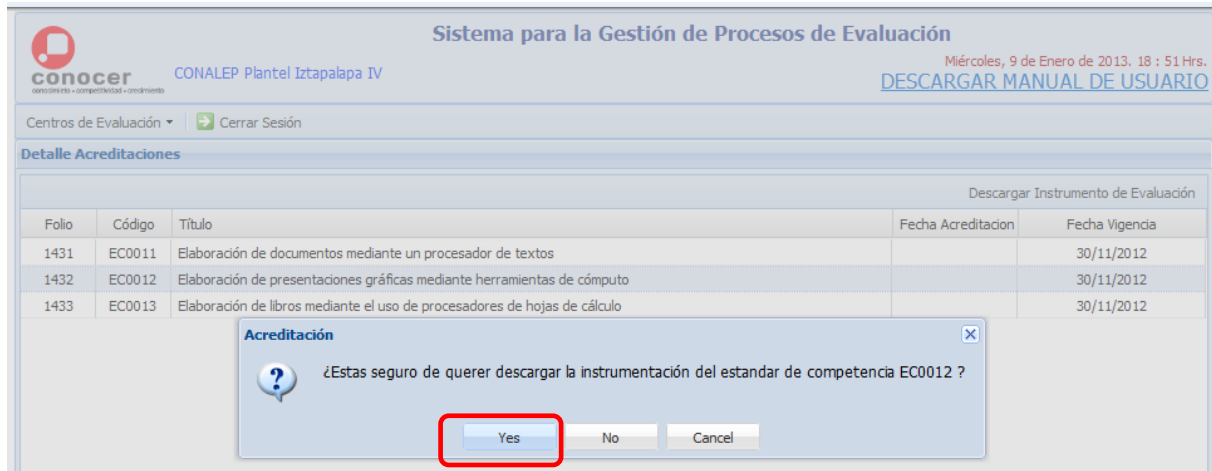 Sistema para la Gestión de Procesos de Evaluación
Miércoles, 9 de Enero de 2013. 18 : 51 Hrs.
conocer
conocimiento • competitividad • crecimiento
CONALEP Plantel Iztapalapa IV
DESCARGAR MANUAL DE USUARIO
Centros de Evaluación Cerrar Sesión
Detalle Acreditaciones
Descargar Instrumento de Evaluación
Folio Código Título Fecha Acreditacion Fecha Vigencia
1431 EC0011 Elaboración de documentos mediante un procesador de textos 30/11/2012
1432 EC0012 Elaboración de presentaciones gráficas mediante herramientas de cómputo 30/11/2012
1433 EC0013 Elaboración de libros mediante el uso de procesadores de hojas de cálculo 30/11/2012
Acreditación
¿Estas seguro de querer descargar la instrumentación del estandar de competencia EC0012 ?
Yes No Cancel